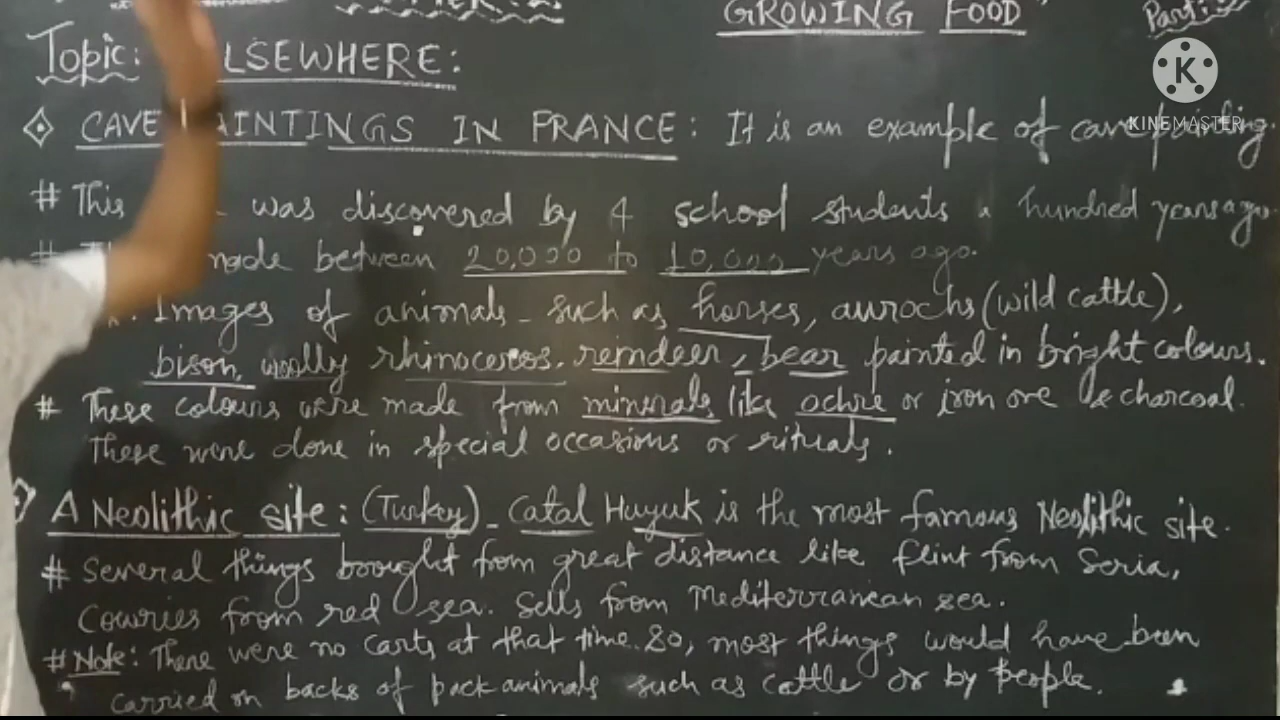 GROWING FOOD
Topic: LSEWHERE:
CAVE PAINTINGS IN FRANCE: It is an example of cave painting.
KINEMASTER
# This was discovered by 4 school students a hundred years ago
# made between 20,000 to 10,000 years ago.
Images of animals - such as horses, aurochs (wild cattle),
bison, woolly rhinoceros, reindeer, bear painted in bright colours.
# These colours were made from minerals like ochre or iron ore & charcoal.
These were done in special occasions or rituals.
A Neolithic site: (Turkey) - Catal Huyuk is the most famous Neolithic site.
# Several things brought from great distance like flint from Seria,
Cowries from red sea. Sells from Mediterranean sea.
# Note: There were no carts at that time. So, most things would have been
carried on backs of pack animals such as cattle or by people.